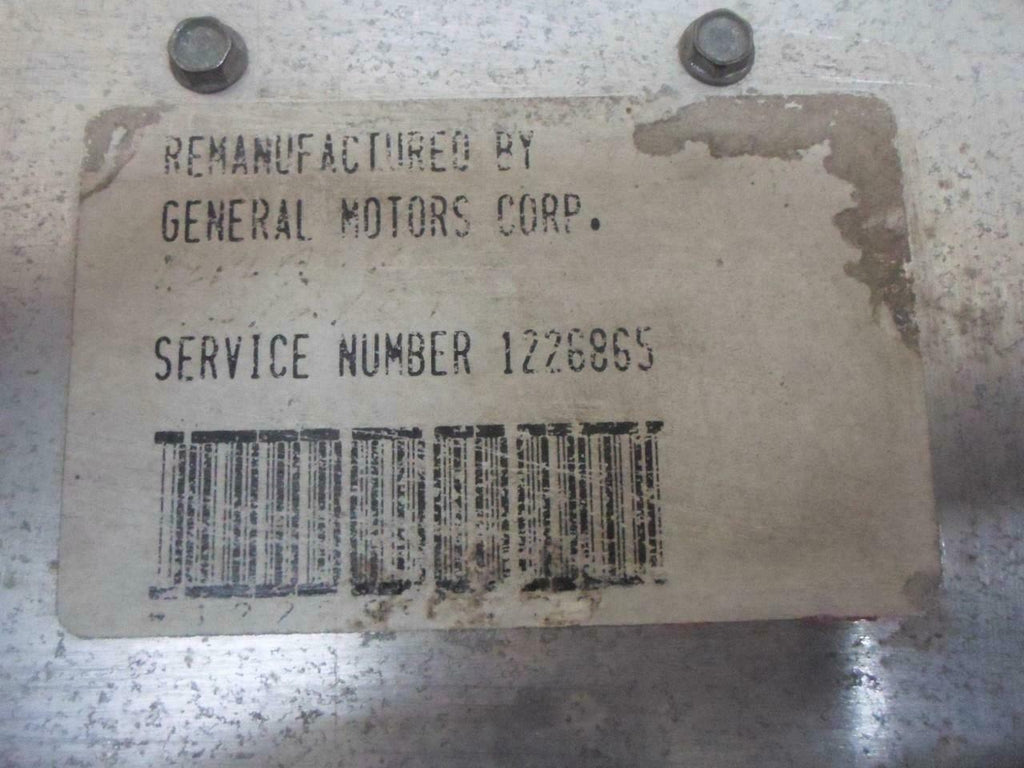 REMANUFACTURED BY
GENERAL MOTORS CORP.
SERVICE NUMBER 1226865